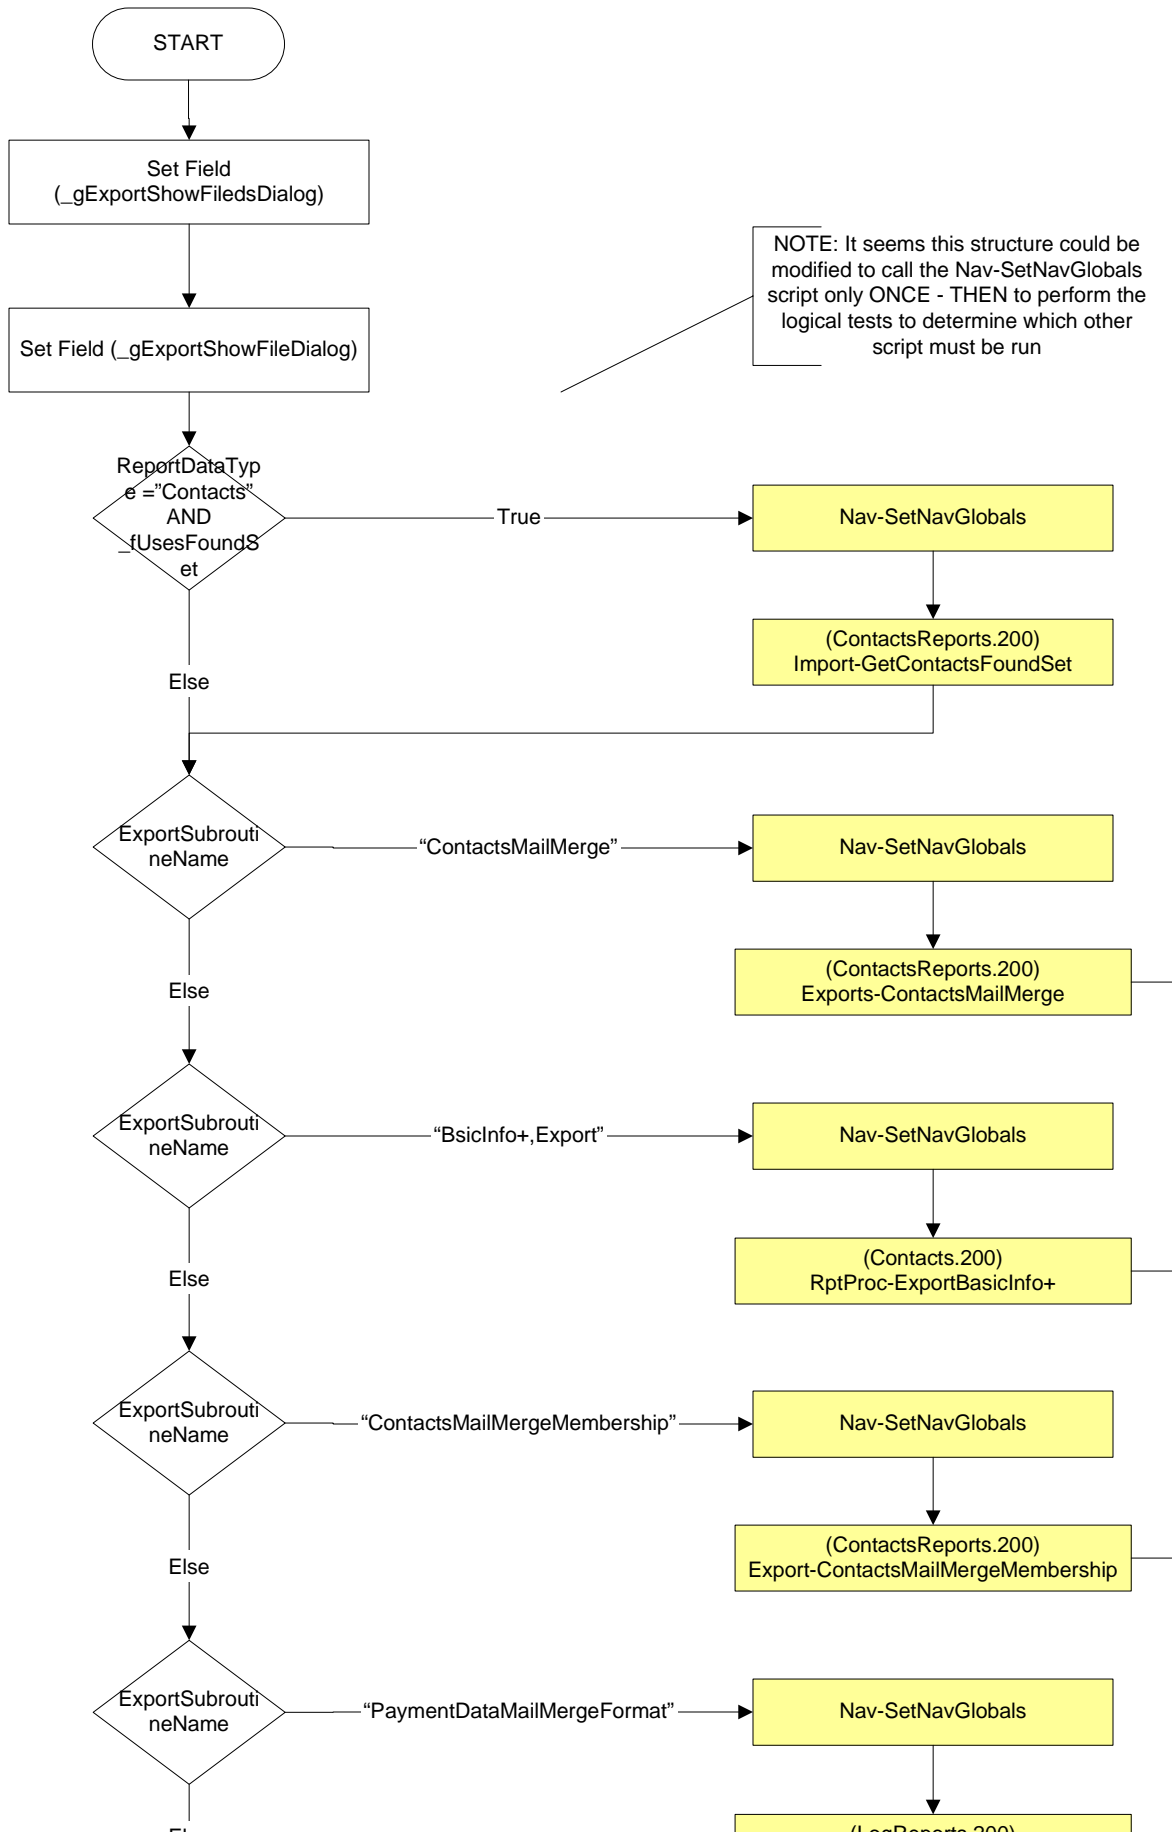 START
Set Field
(_gExportShowFiledsDialog)
NOTE: It seems this structure could be
modified to call the Nav-SetNavGlobals
script only ONCE - THEN to perform the
logical tests to determine which other
script must be run
Set Field (_gExportShowFileDialog)
ReportDataTyp
e =”Contacts”
AND
_fUsesFoundS
et
True
Nav-SetNavGlobals
(ContactsReports.200)
Import-GetContactsFoundSet
Else
ExportSubrouti
neName
“ContactsMailMerge”
Nav-SetNavGlobals
(ContactsReports.200)
Exports-ContactsMailMerge
Else
ExportSubrouti
neName
“BsicInfo+,Export”
Nav-SetNavGlobals
(Contacts.200)
RptProc-ExportBasicInfo+
Else
ExportSubrouti
neName
“ContactsMailMergeMembership”
Nav-SetNavGlobals
(ContactsReports.200)
Export-ContactsMailMergeMembership
Else
ExportSubrouti
neName
“PaymentDataMailMergeFormat”
Nav-SetNavGlobals
Else
(LogReports.200)